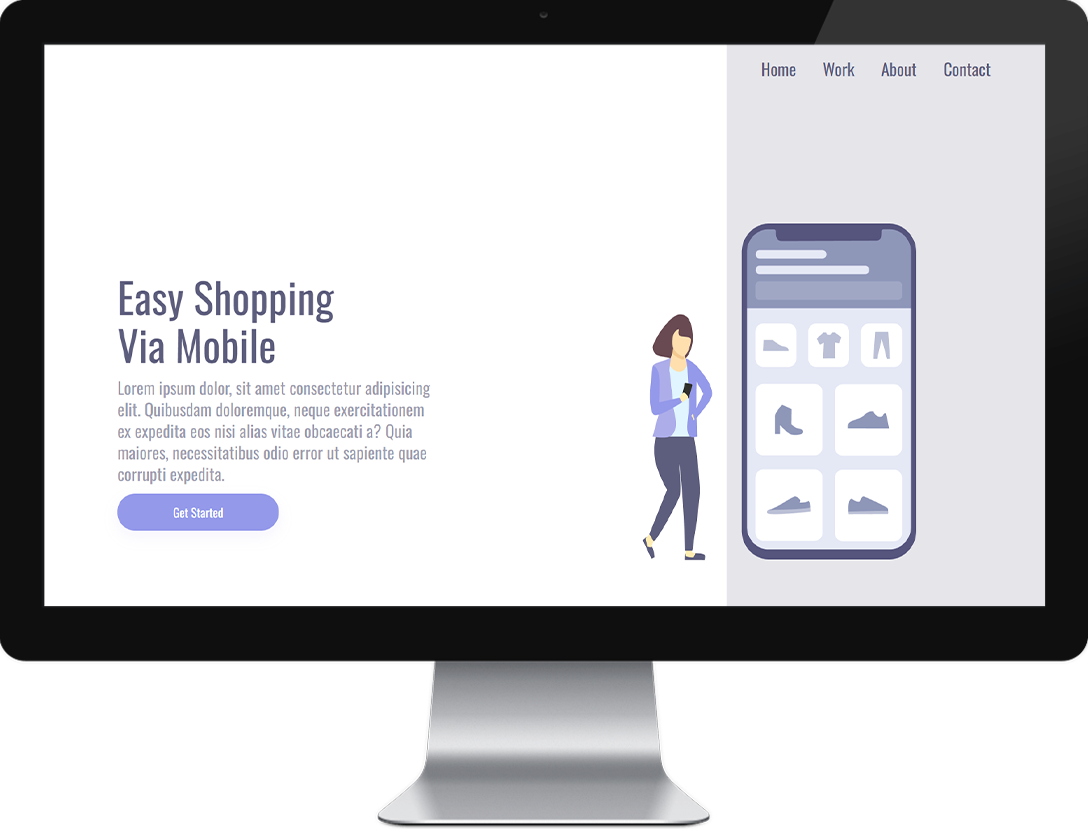 Home Work About Contact
Easy Shopping
Via Mobile
Lorem ipsum dolor, sit amet consectetur adipisicing
elit. Quibusdam doloremque, neque exercitationem
ex expedita eos nisi alias vitae obcaecati a? Quia
maiores, necessitatibus odio error ut sapiente quae
corrupti expedita.
Get Started